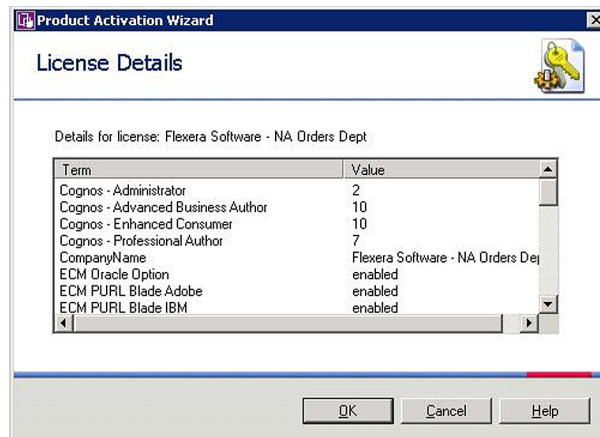 Product Activation Wizard
License Details
Details for license: Flexera Software - NA Orders Dept
Term Value
Cognos - Administrator 2
Cognos - Advanced Business Author 10
Cognos - Enhanced Consumer 10
Cognos - Professional Author 7
CompanyName Flexera Software - NA Orders De
ECM Oracle Option enabled
ECM PURL Blade Adobe enabled
ECM PURL Blade IBM enabled
OK Cancel Help